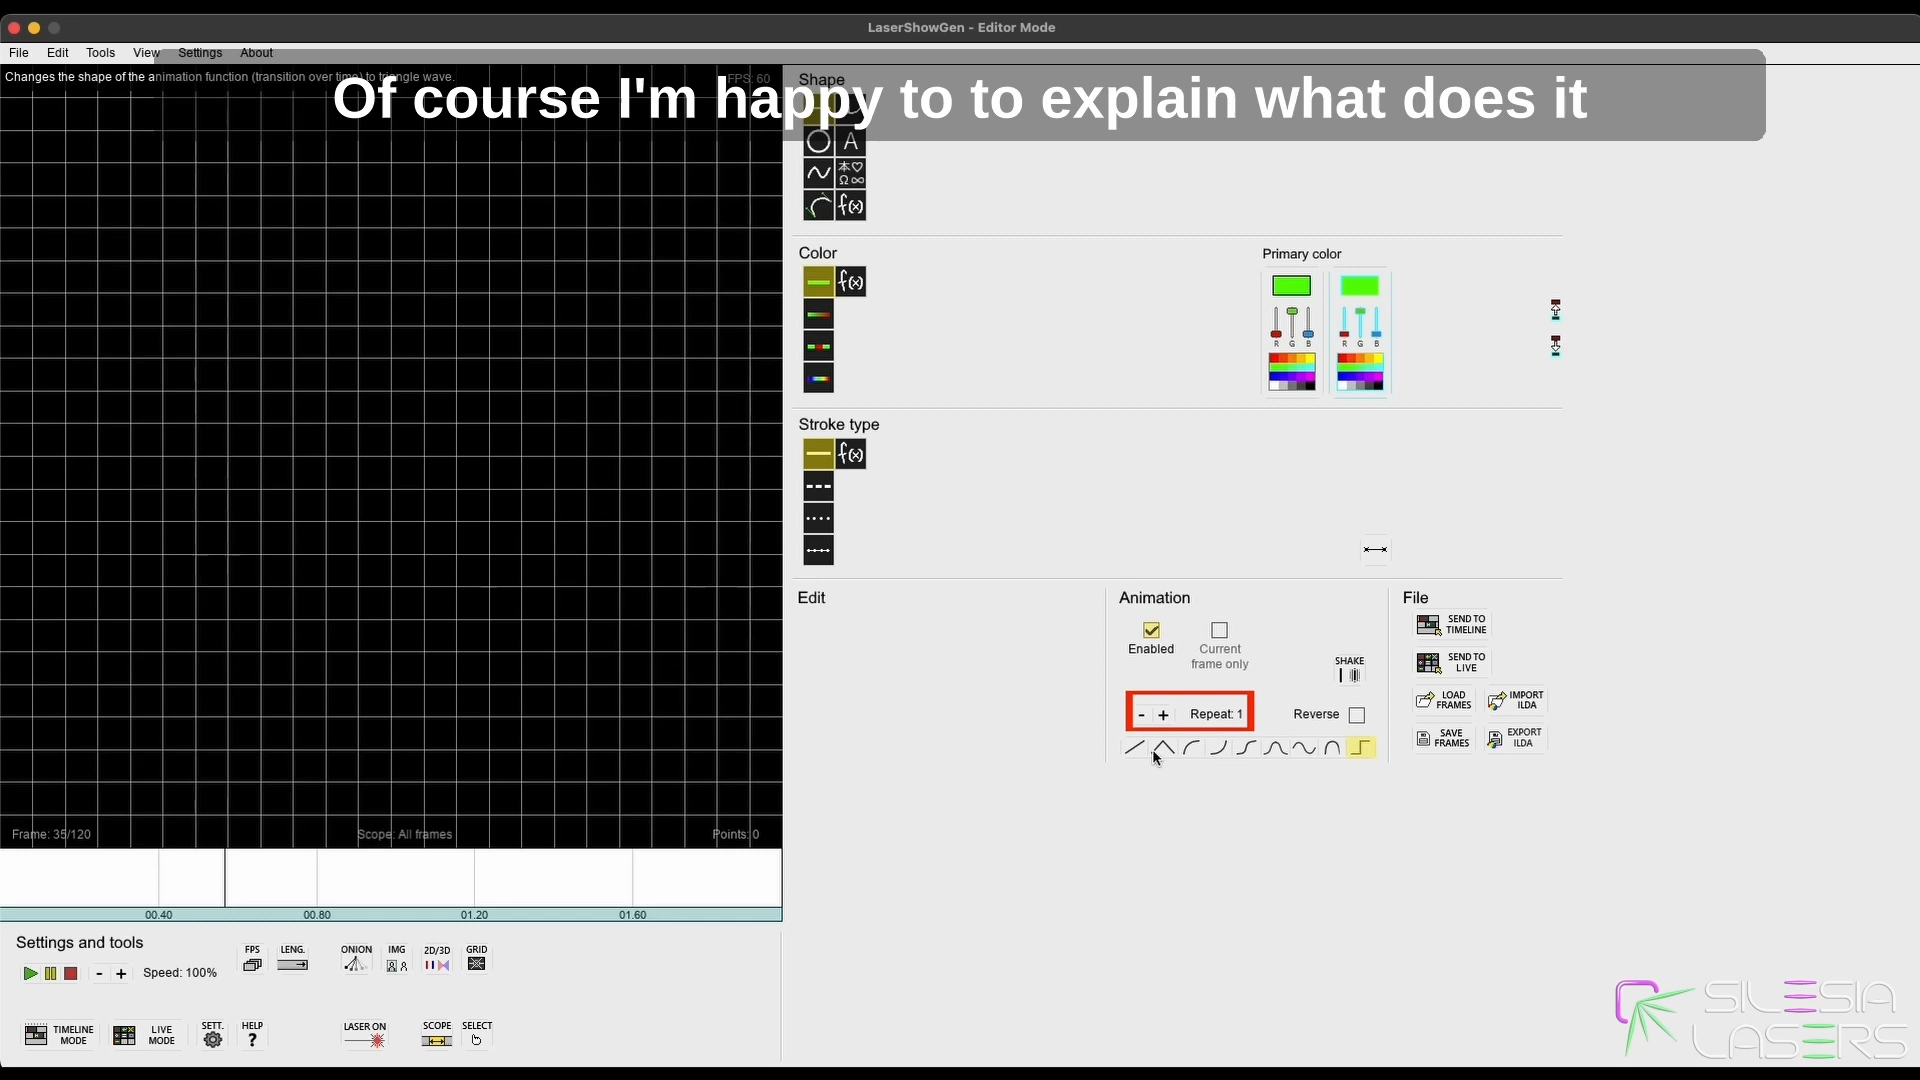 LaserShowGen - Editor Mode
File Edit Tools View Settings About
Changes the shape of the animation function (transition over time) to triangle wave.
FPS: 60
Of course I'm happy to to explain what does it
Shape
A
f(x)
Color
f(x)
Primary color
R G B R G B
Stroke type
f(x)
Edit
Animation
File
Enabled
Current
frame only
SHAKE
- + Repeat: 1
Reverse
SEND TO
TIMELINE
SEND TO
LIVE
LOAD
FRAMES
IMPORT
ILDA
SAVE
FRAMES
EXPORT
ILDA
Frame: 35/120
Scope: All frames
Points: 0
00.40 00.80 01.20 01.60
Settings and tools
- + Speed: 100%
FPS LENG. ONION IMG 2D/3D GRID
TIMELINE
MODE
LIVE
MODE
SETT. HELP
?
LASER ON SCOPE SELECT
SILESIA
LASERS